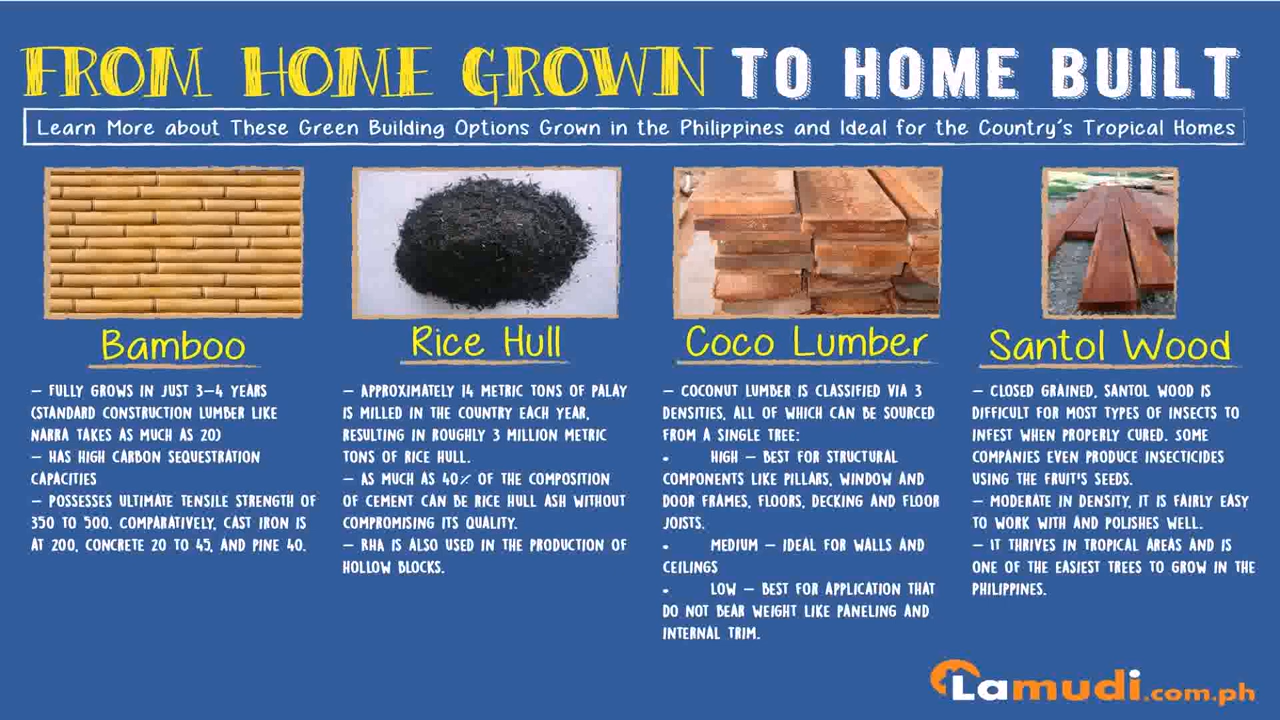 FROM HOME GROWN TO HOME BUILT
Learn More about These Green Building Options Grown in the Philippines and Ideal for the Country's Tropical Homes
Bamboo
– FULLY GROWS IN JUST 3–4 YEARS
(STANDARD CONSTRUCTION LUMBER LIKE
NARRA TAKES AS MUCH AS 20)
– HAS HIGH CARBON SEQUESTRATION
CAPACITIES
– POSSESSES ULTIMATE TENSILE STRENGTH OF
350 TO 500. COMPARATIVELY, CAST IRON IS
AT 200, CONCRETE 20 TO 45, AND PINE 40.
Rice Hull
– APPROXIMATELY 14 METRIC TONS OF PALAY
IS MILLED IN THE COUNTRY EACH YEAR,
RESULTING IN ROUGHLY 3 MILLION METRIC
TONS OF RICE HULL.
– AS MUCH AS 40% OF THE COMPOSITION
OF CEMENT CAN BE RICE HULL ASH WITHOUT
COMPROMISING ITS QUALITY.
– RHA IS ALSO USED IN THE PRODUCTION OF
HOLLOW BLOCKS.
Coco Lumber
– COCONUT LUMBER IS CLASSIFIED VIA 3
DENSITIES, ALL OF WHICH CAN BE SOURCED
FROM A SINGLE TREE:
• HIGH – BEST FOR STRUCTURAL
COMPONENTS LIKE PILLARS, WINDOW AND
DOOR FRAMES, FLOORS, DECKING AND FLOOR
JOISTS.
• MEDIUM – IDEAL FOR WALLS AND
CEILINGS
• LOW – BEST FOR APPLICATION THAT
DO NOT BEAR WEIGHT LIKE PANELING AND
INTERNAL TRIM.
Santol Wood
– CLOSED GRAINED, SANTOL WOOD IS
DIFFICULT FOR MOST TYPES OF INSECTS TO
INFEST WHEN PROPERLY CURED. SOME
COMPANIES EVEN PRODUCE INSECTICIDES
USING THE FRUIT'S SEEDS.
– MODERATE IN DENSITY, IT IS FAIRLY EASY
TO WORK WITH AND POLISHES WELL.
– IT THRIVES IN TROPICAL AREAS AND IS
ONE OF THE EASIEST TREES TO GROW IN THE
PHILIPPINES.
Lamudi.com.ph